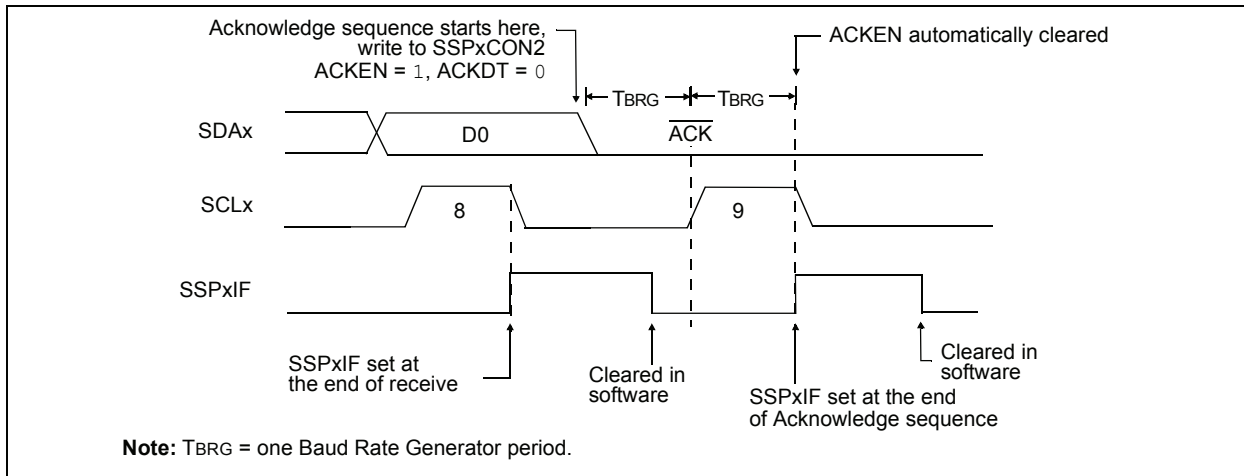 Acknowledge sequence starts here,
write to SSPxCON2
ACKEN = 1, ACKDT = 0
ACKEN automatically cleared
TBRG
TBRG
SDAx
D0
ACK
SCLx
8
9
SSPxIF
SSPxIF set at
the end of receive
Cleared in
software
SSPxIF set at the end
of Acknowledge sequence
Cleared in
software
Note: TBRG = one Baud Rate Generator period.